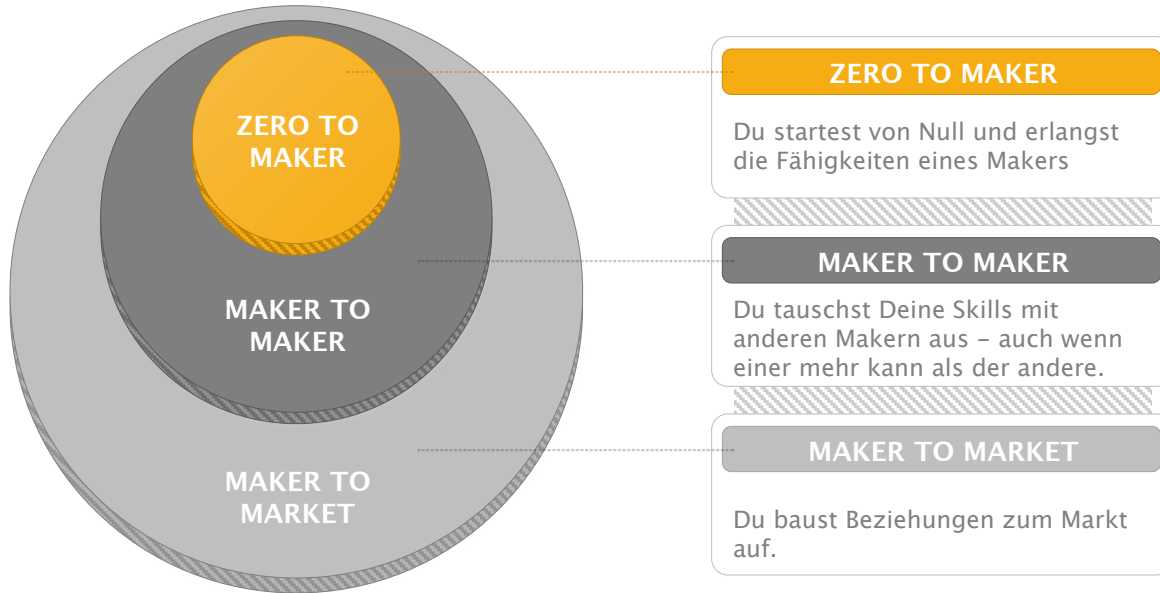 ZERO TO
MAKER
MAKER TO
MAKER
MAKER TO
MARKET
ZERO TO MAKER
Du startest von Null und erlangst
die Fähigkeiten eines Makers
MAKER TO MAKER
Du tauschst Deine Skills mit
anderen Makern aus – auch wenn
einer mehr kann als der andere.
MAKER TO MARKET
Du baust Beziehungen zum Markt
auf.